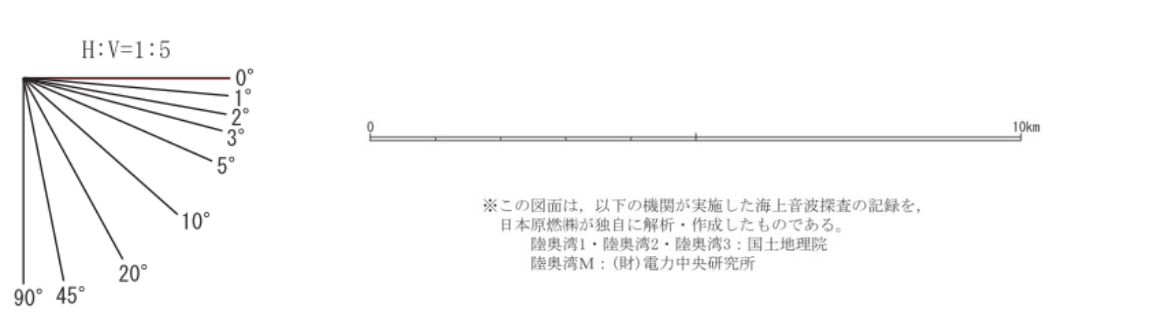 H:V=1:5
0°
1°
2°
3°
5°
10°
20°
45°
90°
0
10km
※この図面は，以下の機関が実施した海上音波探査の記録を，
日本原燃㈱が独自に解析・作成したものである。
陸奥湾1・陸奥湾2・陸奥湾3：国土地理院
陸奥湾M：(財)電力中央研究所